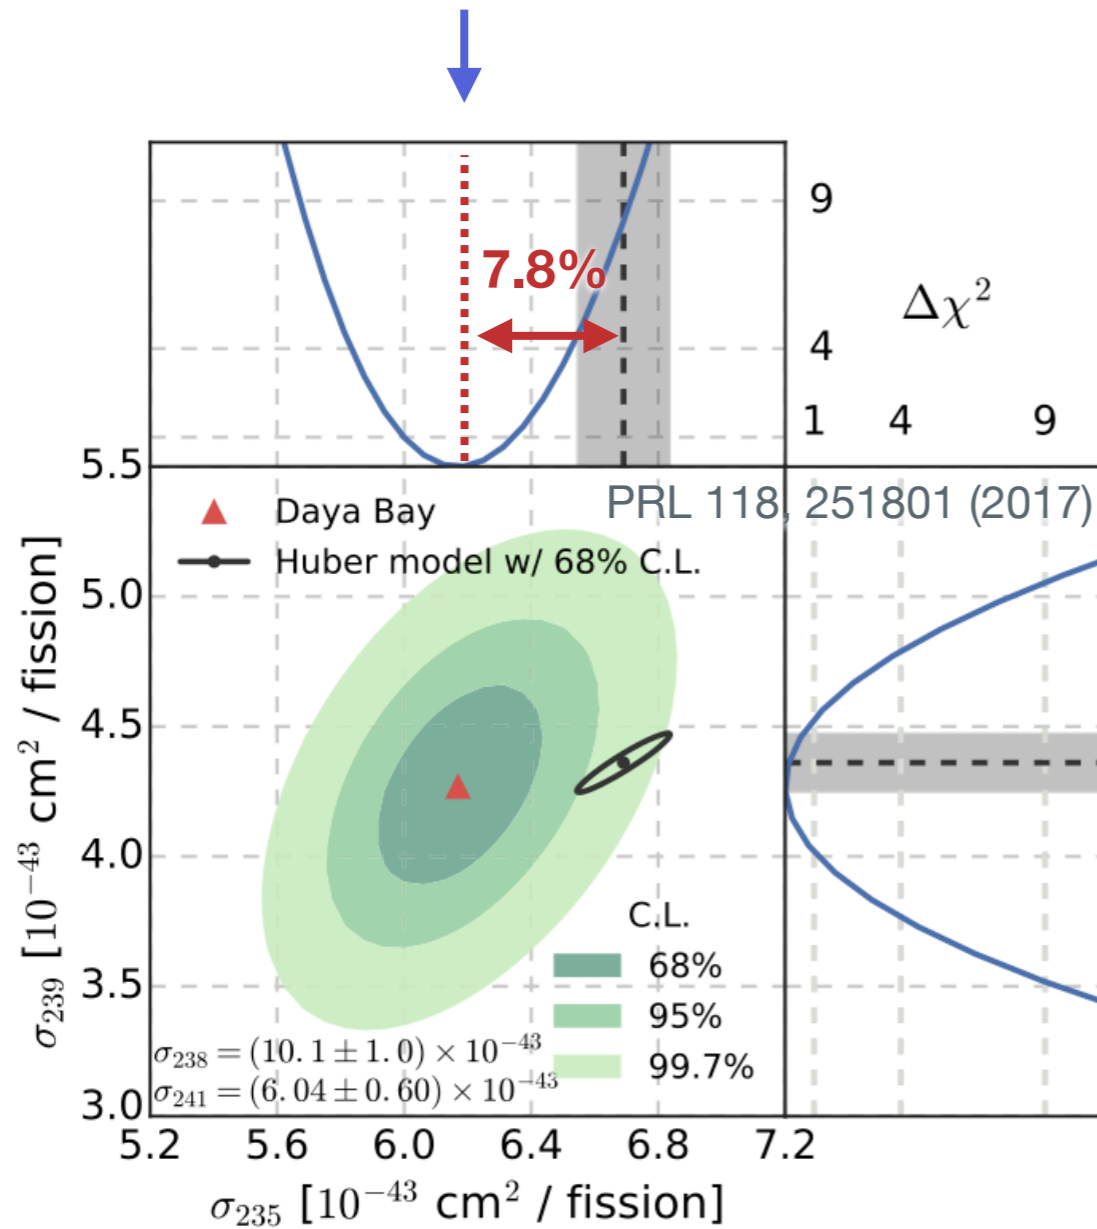 9
7.8%
Δχ²
4
1 4 9
5.5
PRL 118, 251801 (2017)
Daya Bay
Huber model w/ 68% C.L.
5.0
4.5
4.0
3.5
3.0
σ₂₃₉ [10⁻⁴³ cm² / fission]
C.L.
68%
95%
99.7%
σ₂₃₈ = (10.1 ± 1.0) × 10⁻⁴³
σ₂₄₁ = (6.04 ± 0.60) × 10⁻⁴³
5.2 5.6 6.0 6.4 6.8 7.2
σ₂₃₅ [10⁻⁴³ cm² / fission]